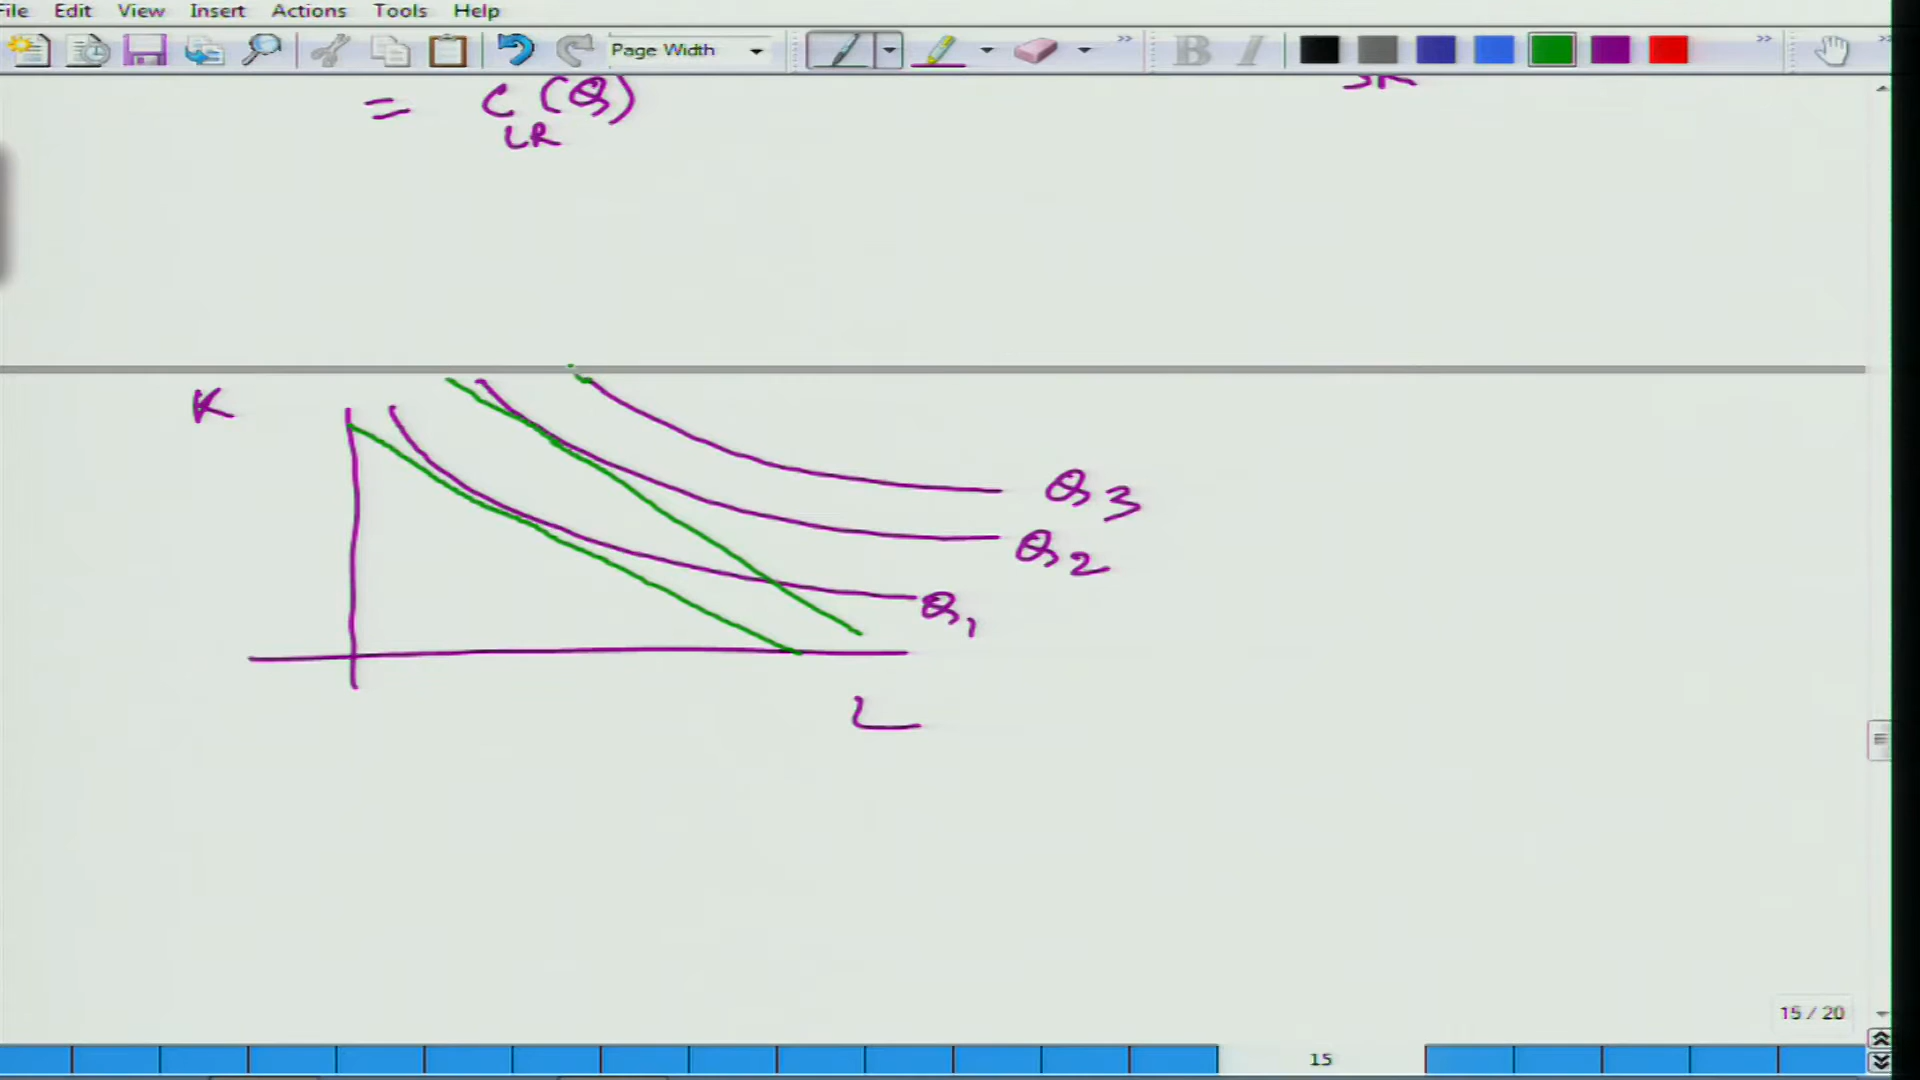 File Edit View Insert Actions Tools Help
Page Width
B I
= C (Q)
LR
K
Q3
Q2
Q1
L
15 / 20
15